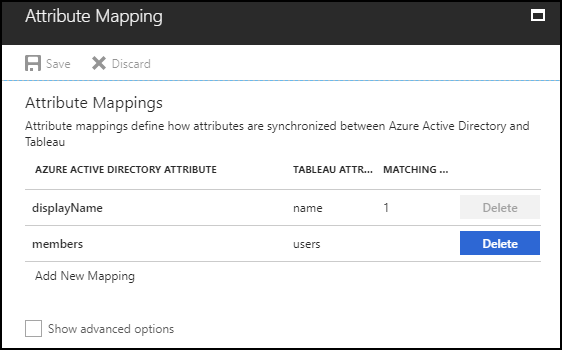 Attribute Mapping
Save Discard
Attribute Mappings
Attribute mappings define how attributes are synchronized between Azure Active Directory and
Tableau
AZURE ACTIVE DIRECTORY ATTRIBUTE TABLEAU ATTR... MATCHING ...
displayName name 1 Delete
members users Delete
Add New Mapping
Show advanced options